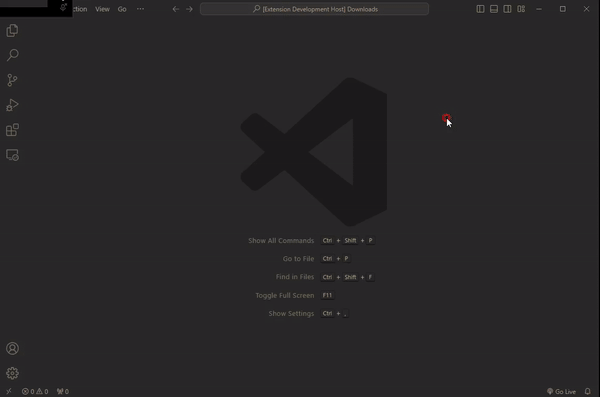 ction View Go ··· [Extension Development Host] Downloads
Show All Commands Ctrl + Shift + P
Go to File Ctrl + P
Find in Files Ctrl + Shift + F
Toggle Full Screen F11
Show Settings Ctrl + ,
0 0 0 Go Live